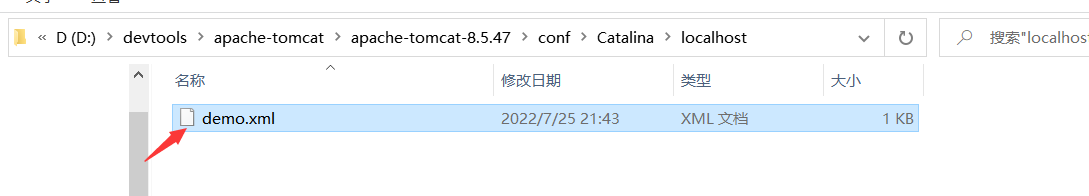 « D (D:) › devtools › apache-tomcat › apache-tomcat-8.5.47 › conf › Catalina › localhost
搜索"localhost
名称 修改日期 类型 大小
demo.xml 2022/7/25 21:43 XML 文档 1 KB